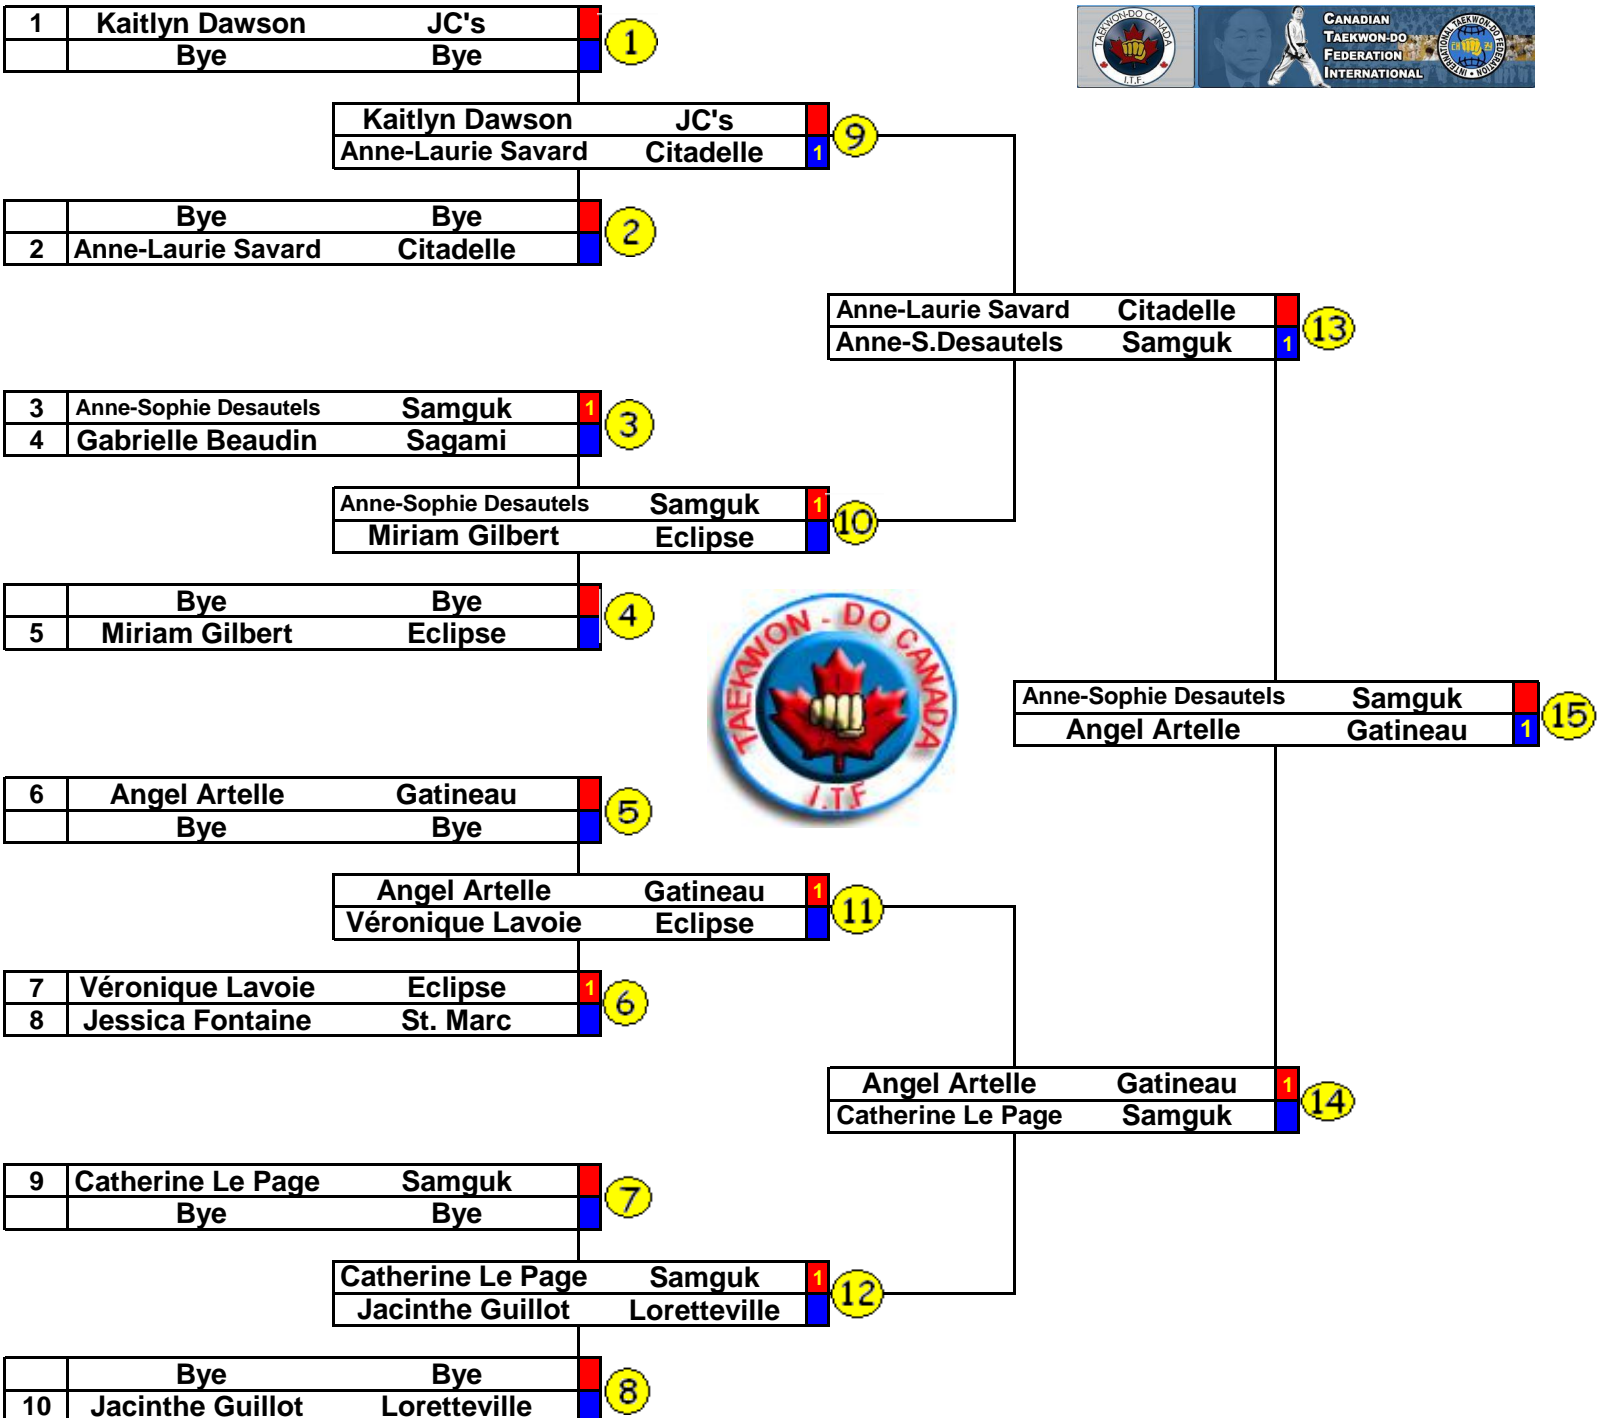 1 Kaitlyn Dawson JC's
Bye Bye
1
TAEKWON-DO CANADA
I.T.F.
CANADIAN
TAEKWON-DO
FEDERATION
INTERNATIONAL
INTERNATIONAL TAEKWON-DO FEDERATION
Kaitlyn Dawson JC's
Anne-Laurie Savard Citadelle 1
9
Bye Bye
2 Anne-Laurie Savard Citadelle
2
Anne-Laurie Savard Citadelle
Anne-S.Desautels Samguk 1
13
3 Anne-Sophie Desautels Samguk 1
4 Gabrielle Beaudin Sagami
3
Anne-Sophie Desautels Samguk 1
Miriam Gilbert Eclipse
10
Bye Bye
5 Miriam Gilbert Eclipse
4
TAEKWON - DO CANADA
I.T.F
Anne-Sophie Desautels Samguk
Angel Artelle Gatineau 1
15
6 Angel Artelle Gatineau
Bye Bye
5
Angel Artelle Gatineau 1
Véronique Lavoie Eclipse
11
7 Véronique Lavoie Eclipse 1
8 Jessica Fontaine St. Marc
6
Angel Artelle Gatineau 1
Catherine Le Page Samguk
14
9 Catherine Le Page Samguk
Bye Bye
7
Catherine Le Page Samguk 1
Jacinthe Guillot Loretteville
12
Bye Bye
10 Jacinthe Guillot Loretteville
8